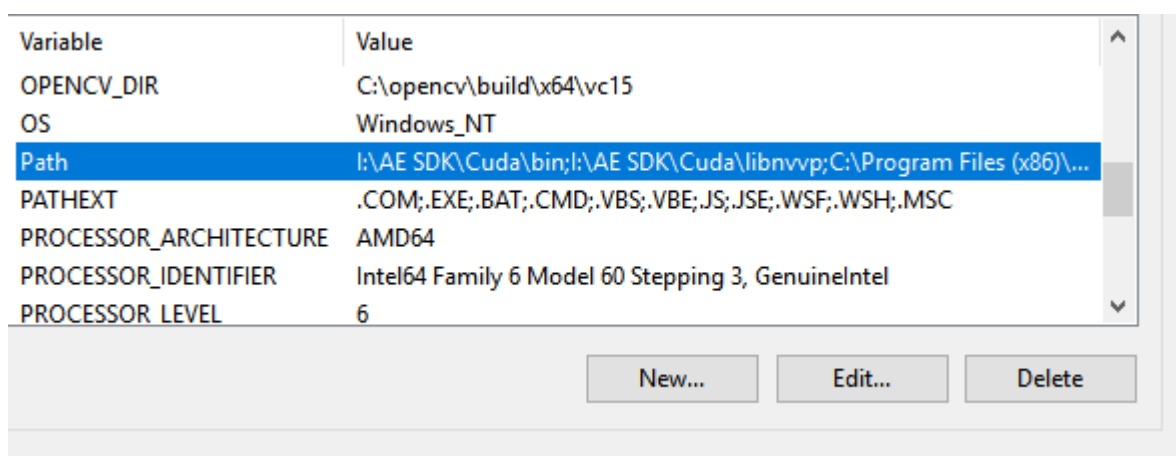 Variable Value
OPENCV_DIR C:\opencv\build\x64\vc15
OS Windows_NT
Path I:\AE SDK\Cuda\bin;I:\AE SDK\Cuda\libnvvp;C:\Program Files (x86)\...
PATHEXT .COM;.EXE;.BAT;.CMD;.VBS;.VBE;.JS;.JSE;.WSF;.WSH;.MSC
PROCESSOR_ARCHITECTURE AMD64
PROCESSOR_IDENTIFIER Intel64 Family 6 Model 60 Stepping 3, GenuineIntel
PROCESSOR_LEVEL 6
New... Edit... Delete